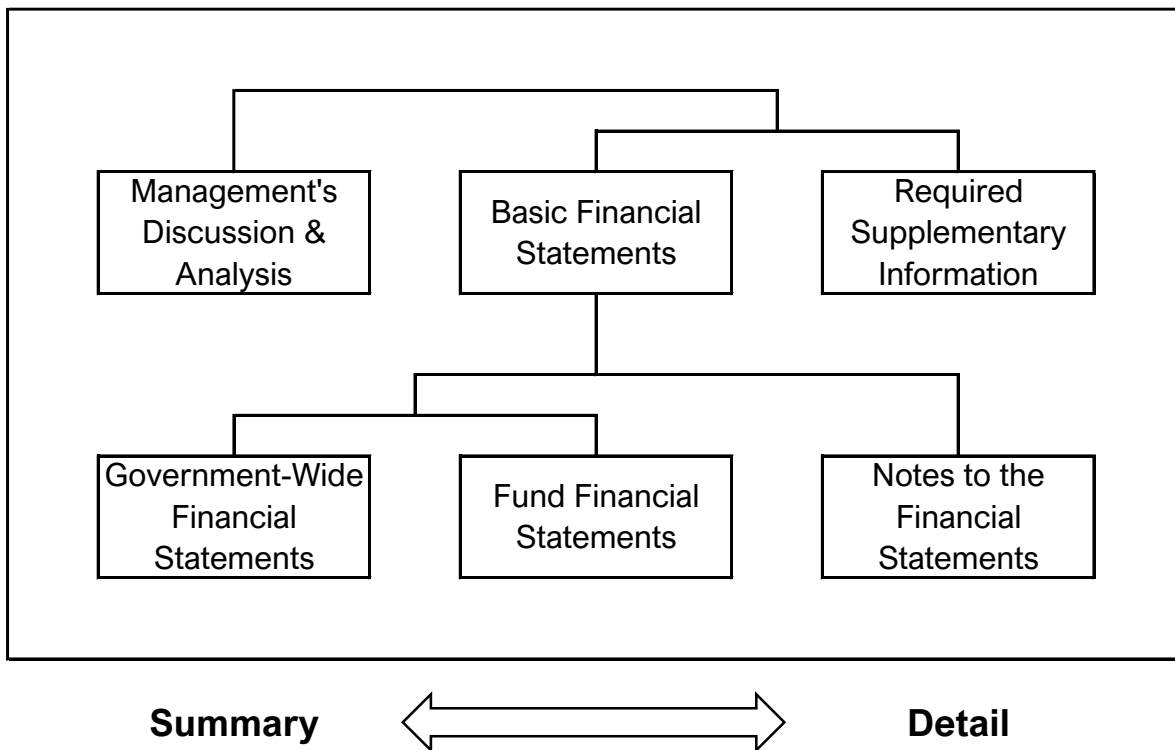 Management's
Discussion &
Analysis
Basic Financial
Statements
Required
Supplementary
Information
Government-Wide
Financial
Statements
Fund Financial
Statements
Notes to the
Financial
Statements
Summary
Detail